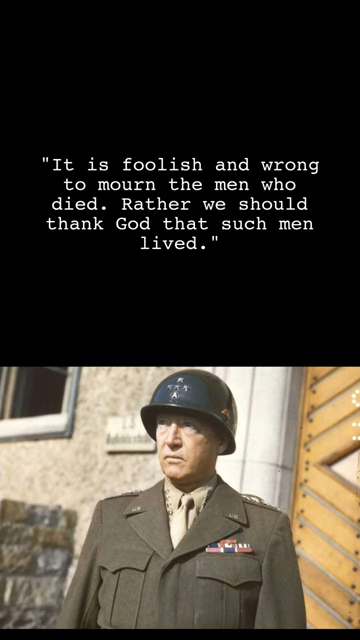 "It is foolish and wrong
to mourn the men who
died. Rather we should
thank God that such men
lived."